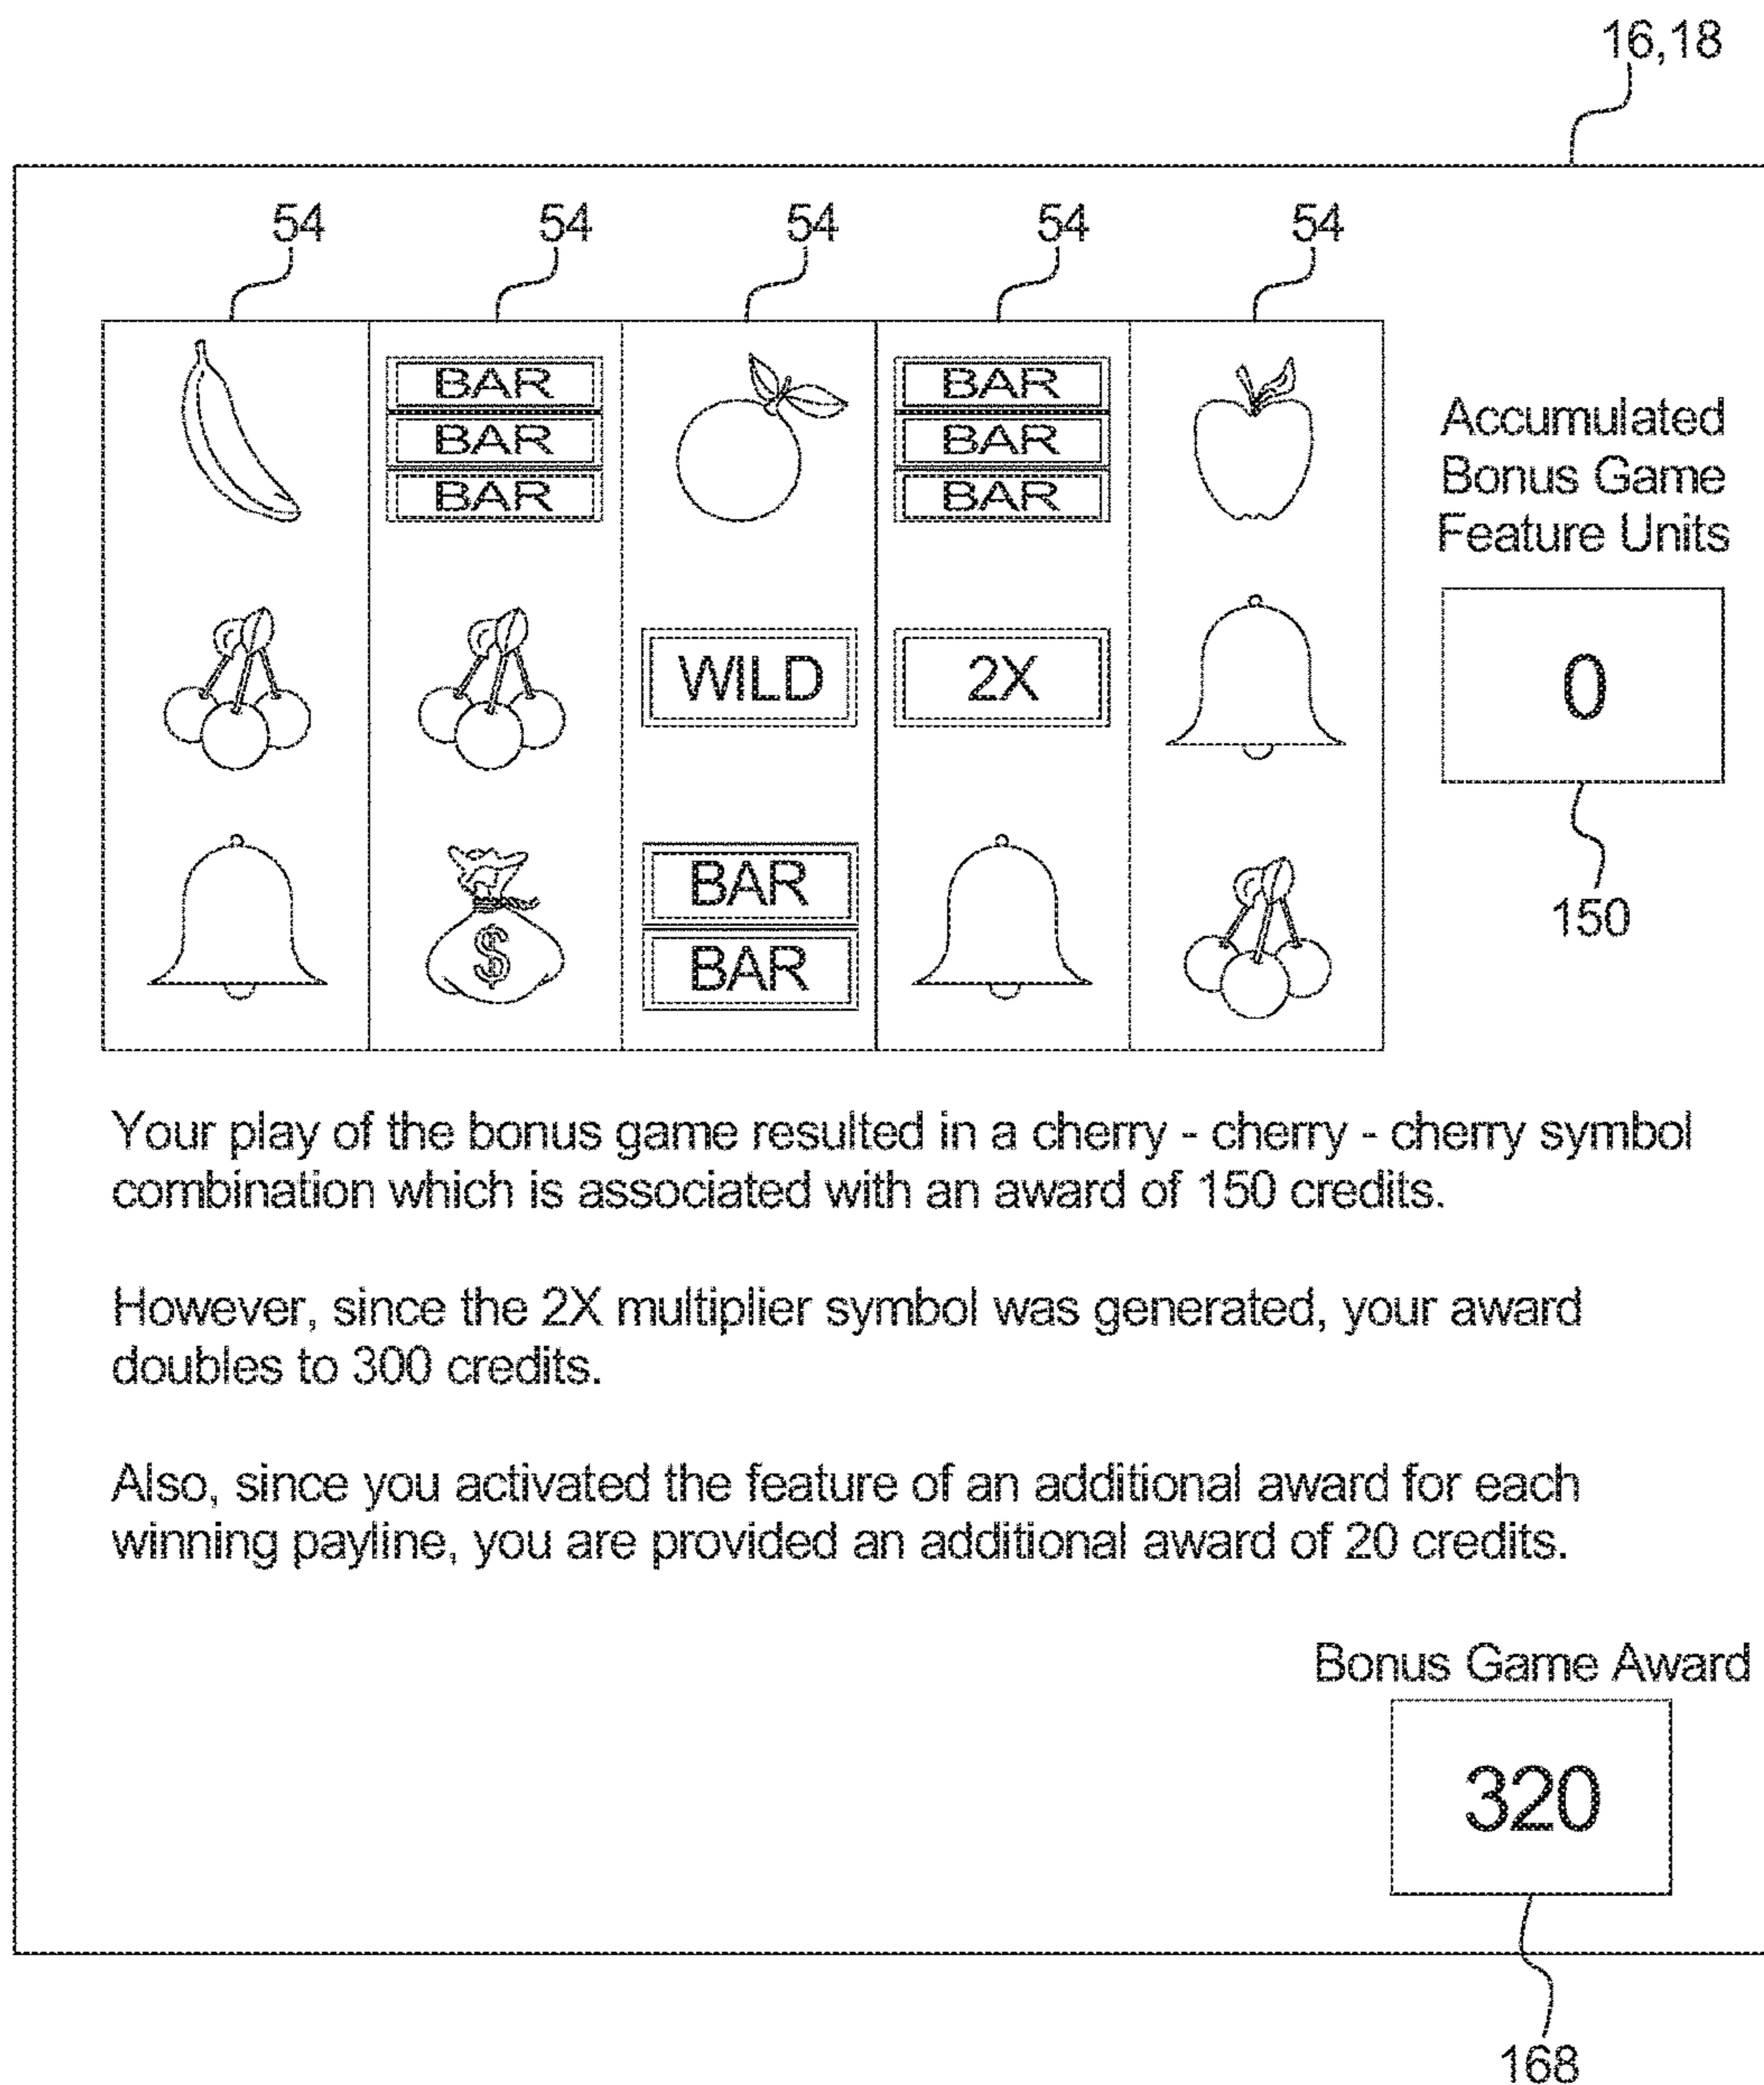 16,18
54 54 54 54 54
BAR BAR
BAR BAR
BAR BAR
Accumulated
Bonus Game
Feature Units
WILD 2X
0
BAR
BAR
$
150
Your play of the bonus game resulted in a cherry - cherry - cherry symbol
combination which is associated with an award of 150 credits.
However, since the 2X multiplier symbol was generated, your award
doubles to 300 credits.
Also, since you activated the feature of an additional award for each
winning payline, you are provided an additional award of 20 credits.
Bonus Game Award
320
168